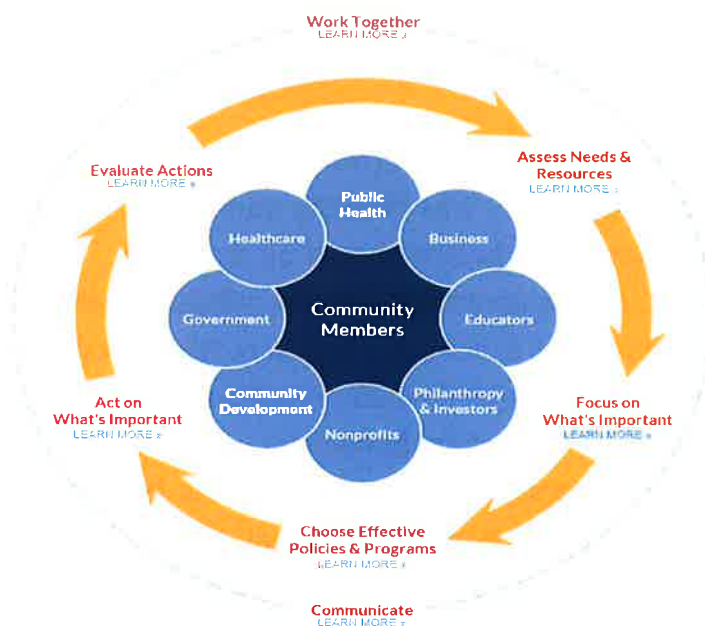 Work Together
LEARN MORE »
Evaluate Actions
LEARN MORE »
Assess Needs &
Resources
LEARN MORE »
Public
Health
Healthcare
Business
Government
Community
Members
Educators
Community
Development
Philanthropy
& Investors
Nonprofits
Act on
What's Important
LEARN MORE »
Focus on
What's Important
LEARN MORE »
Choose Effective
Policies & Programs
LEARN MORE »
Communicate
LEARN MORE »